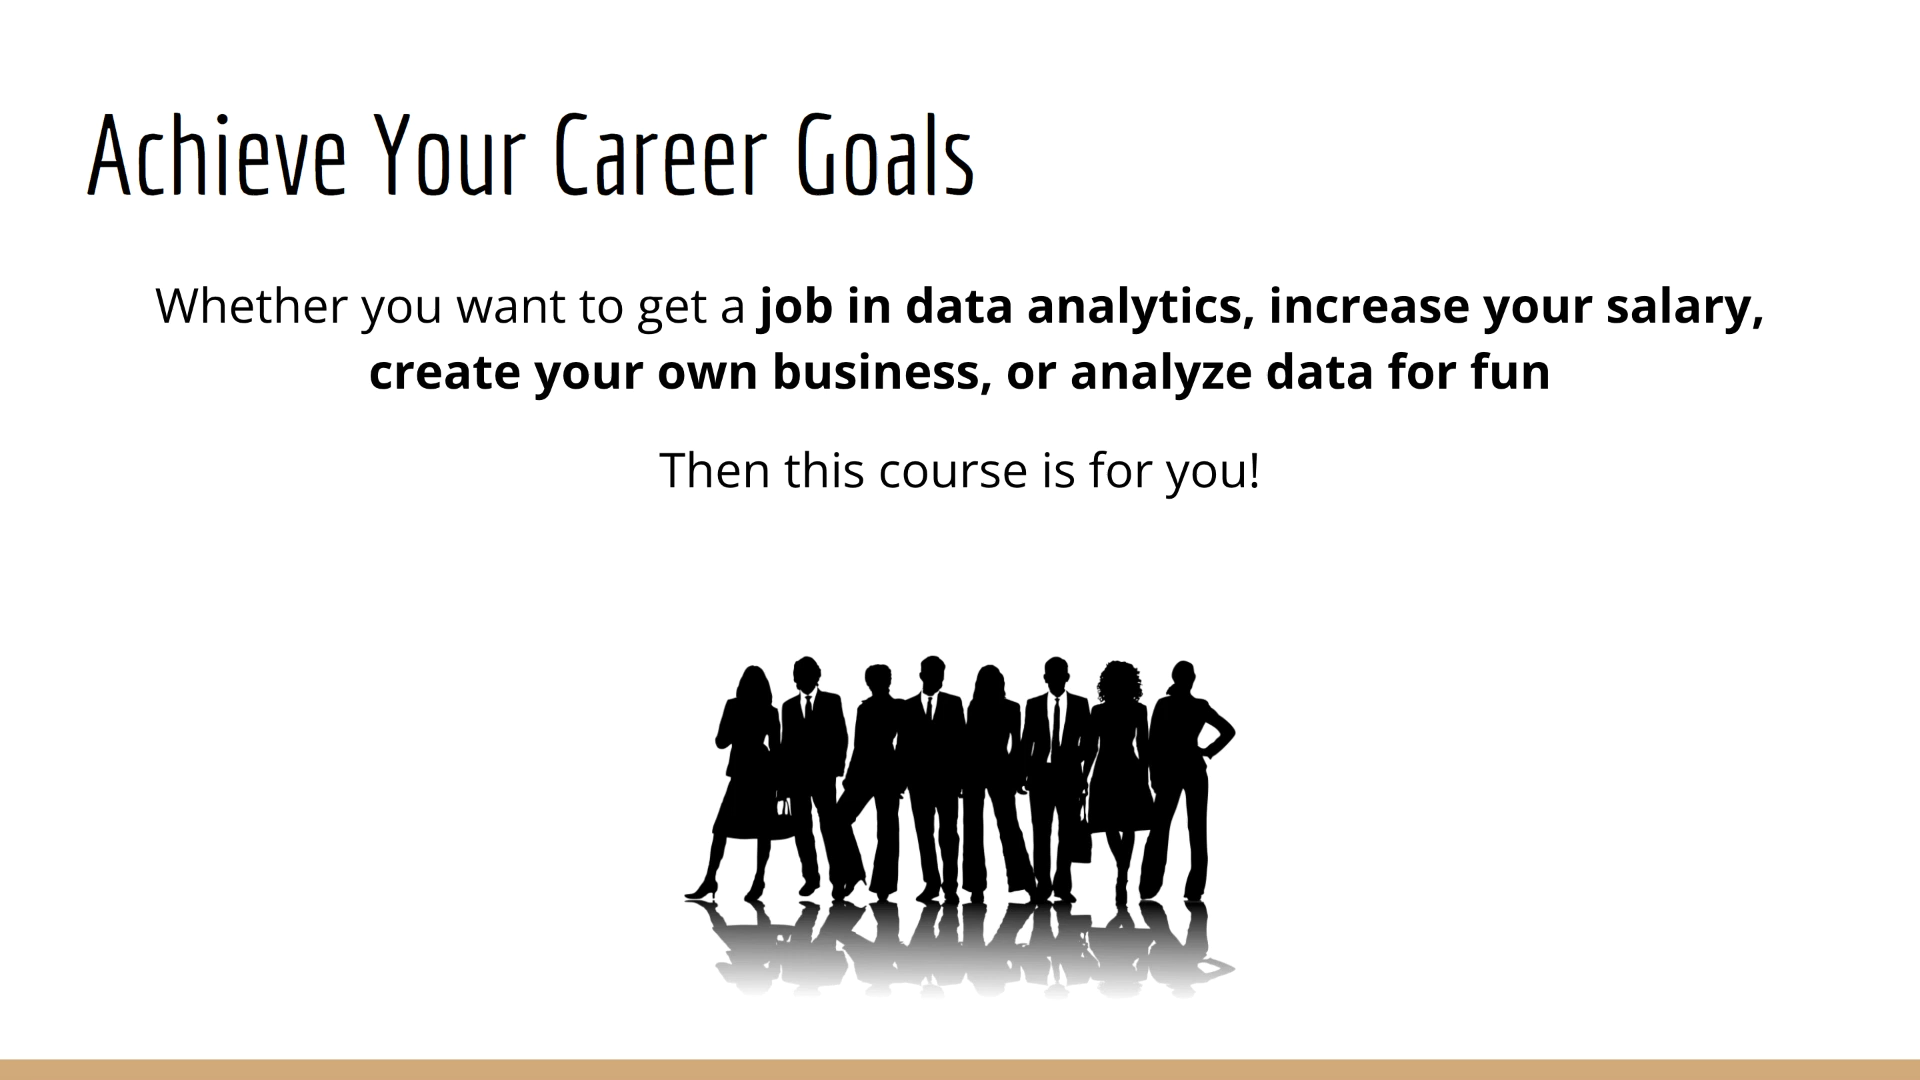 Achieve Your Career Goals
Whether you want to get a job in data analytics, increase your salary,
create your own business, or analyze data for fun
Then this course is for you!